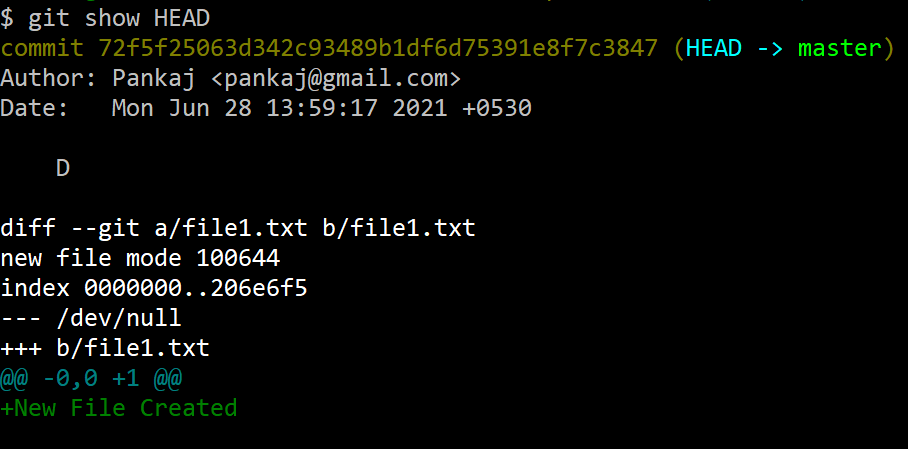 $ git show HEAD
commit 72f5f25063d342c93489b1df6d75391e8f7c3847 (HEAD -> master)
Author: Pankaj <pankaj@gmail.com>
Date:   Mon Jun 28 13:59:17 2021 +0530
    D
diff --git a/file1.txt b/file1.txt
new file mode 100644
index 0000000..206e6f5
--- /dev/null
+++ b/file1.txt
@@ -0,0 +1 @@
+New File Created